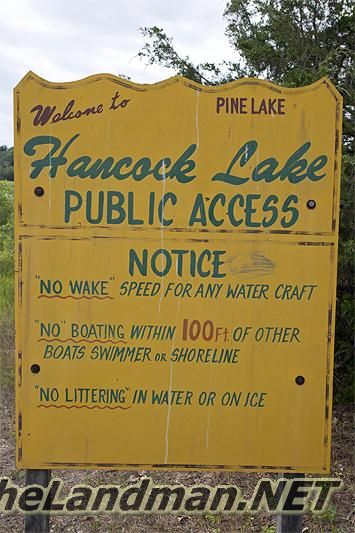 Welcome to PINE LAKE
Hancock Lake
PUBLIC ACCESS
NOTICE
"NO WAKE" SPEED FOR ANY WATER CRAFT
"NO" BOATING WITHIN 100 Ft. OF OTHER
BOATS SWIMMER OR SHORELINE
"NO LITTERING" IN WATER OR ON ICE
heLandman.NET